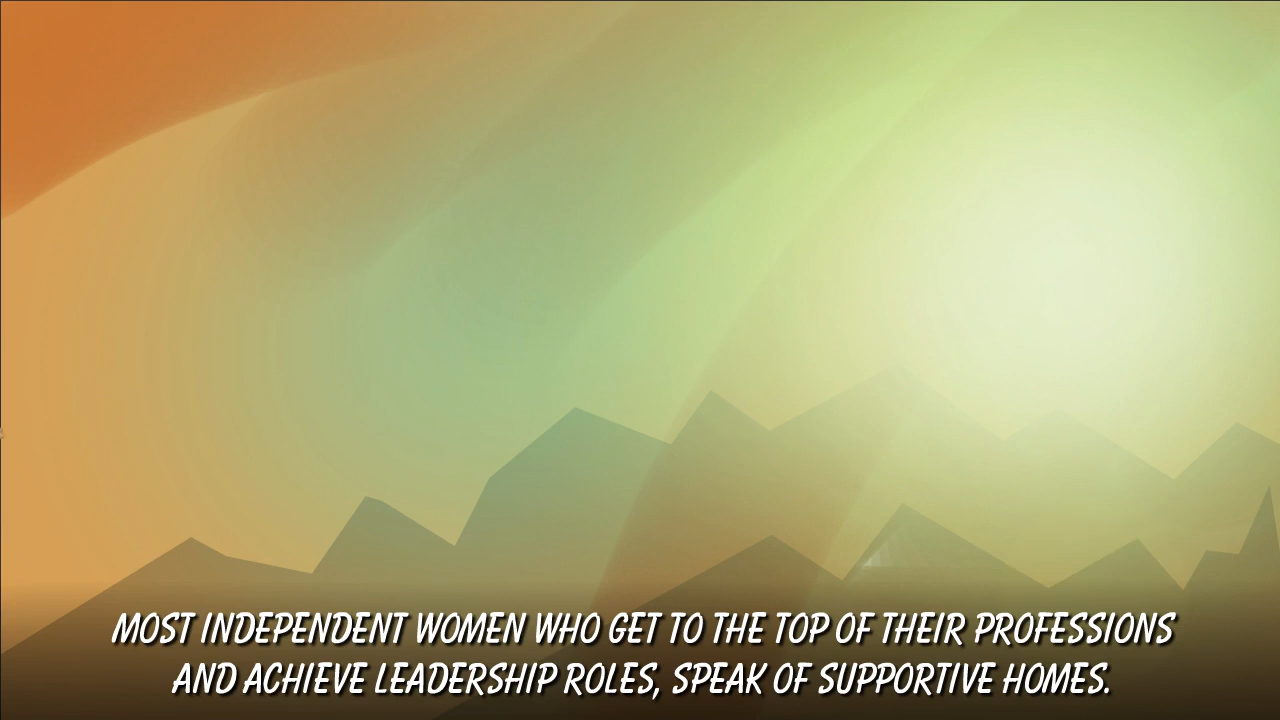 MOST INDEPENDENT WOMEN WHO GET TO THE TOP OF THEIR PROFESSIONS
AND ACHIEVE LEADERSHIP ROLES, SPEAK OF SUPPORTIVE HOMES.